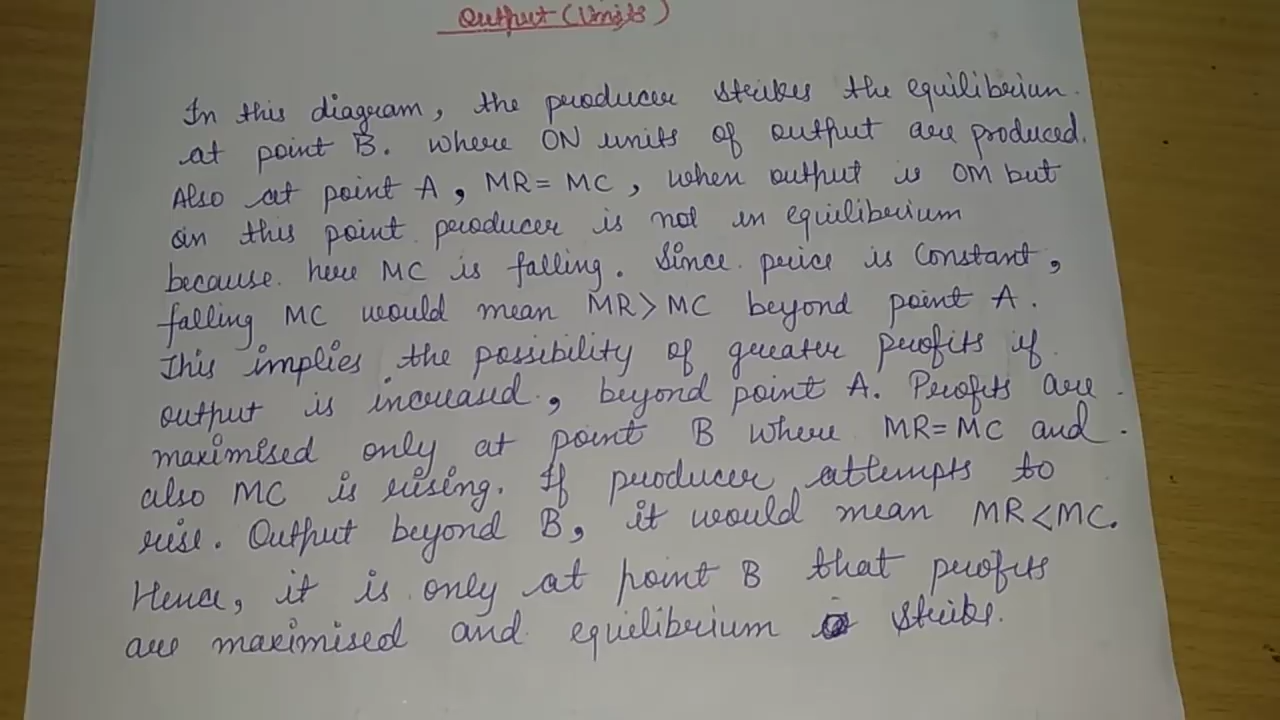 Output (Units)
In this diagram, the producer strikes the equilibrium
at point B. where ON units of output are produced.
Also at point A, MR = MC, when output is OM but
on this point producer is not in equilibrium
because here MC is falling. Since price is Constant,
falling MC would mean MR > MC beyond point A.
This implies the possibility of greater profits if
output is increased, beyond point A. Profits are
maximised only at point B where MR = MC and
also MC is rising. If producer attempts to
rise. Output beyond B, it would mean MR < MC.
Hence, it is only at point B that profits
are maximised and equilibrium strike.